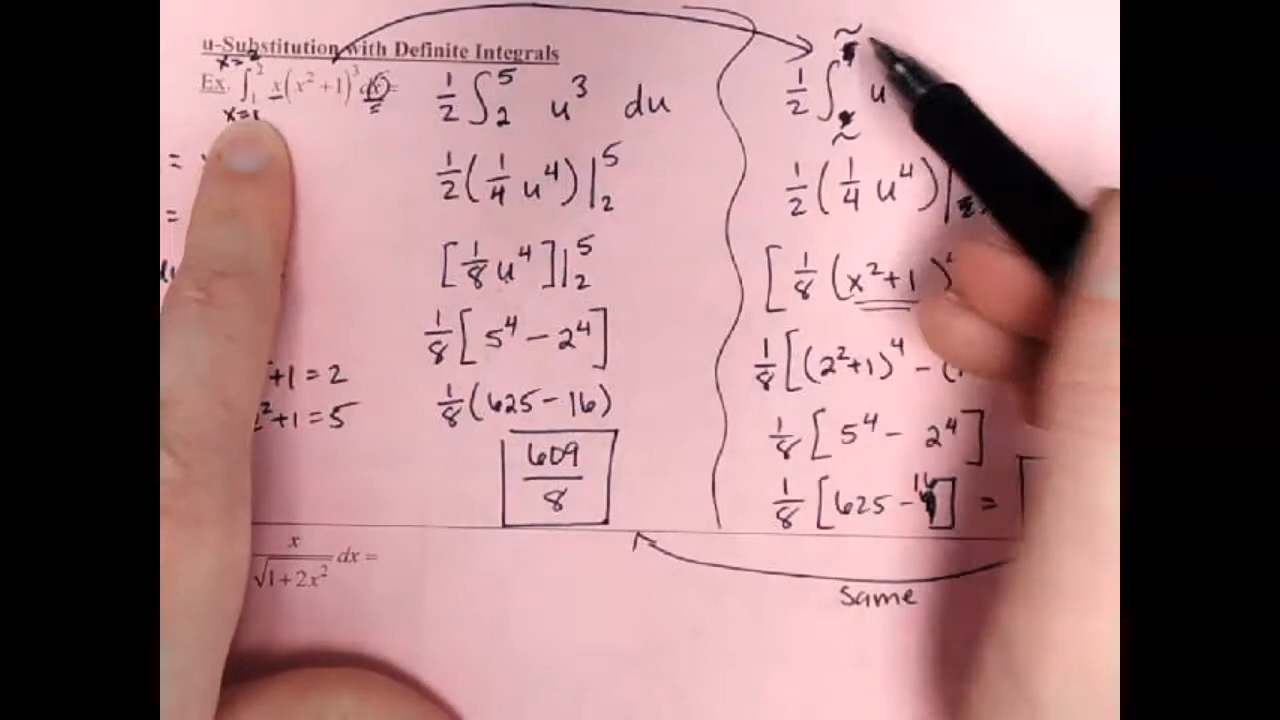 u-Substitution with Definite Integrals
x=2
Ex. ∫₁² x(x²+1)³ dx =
x=1
=
=
+1 = 2
²+1 = 5
½ ∫₂⁵ u³ du
½(¼ u⁴)|₂⁵
[⅛ u⁴]|₂⁵
⅛[5⁴ − 2⁴]
⅛(625 − 16)
609/8
½ ∫ u
½(¼ u⁴)|
[⅛(x²+1)
⅛[(2²+1)⁴ − (
⅛[5⁴ − 2⁴]
⅛[625 − 16] =
same
x/√(1+2x²) dx =